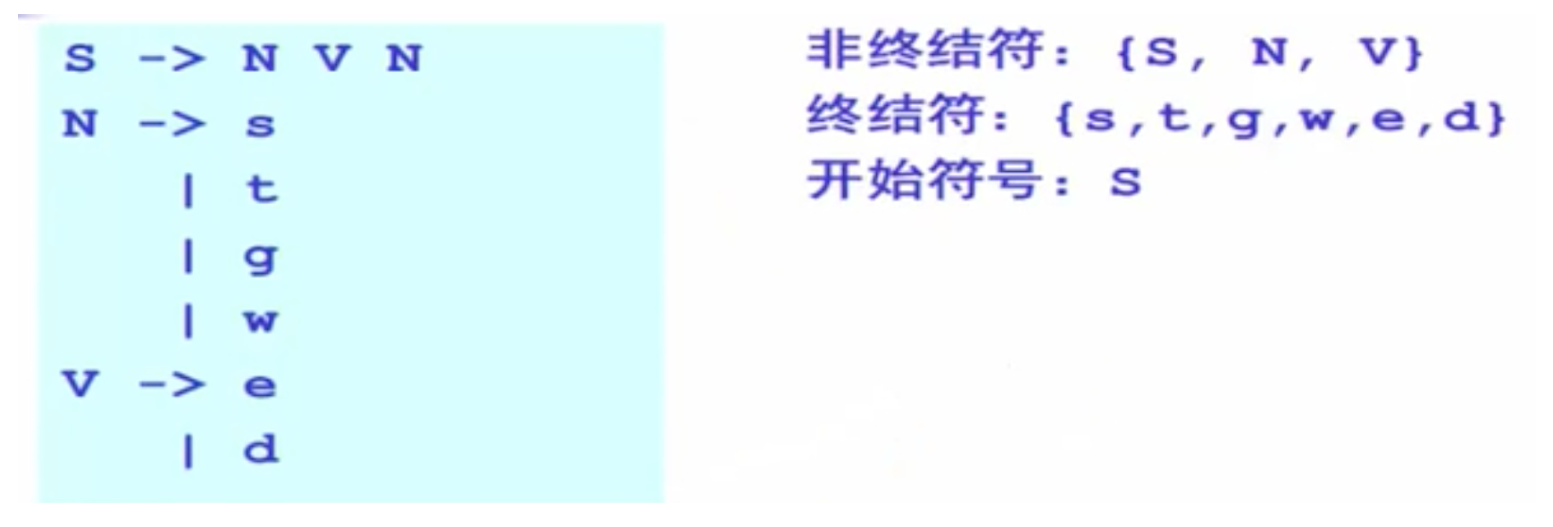 S -> N V N
N -> s
| t
| g
| w
V -> e
| d
非终结符：{S, N, V}
终结符：{s,t,g,w,e,d}
开始符号：S